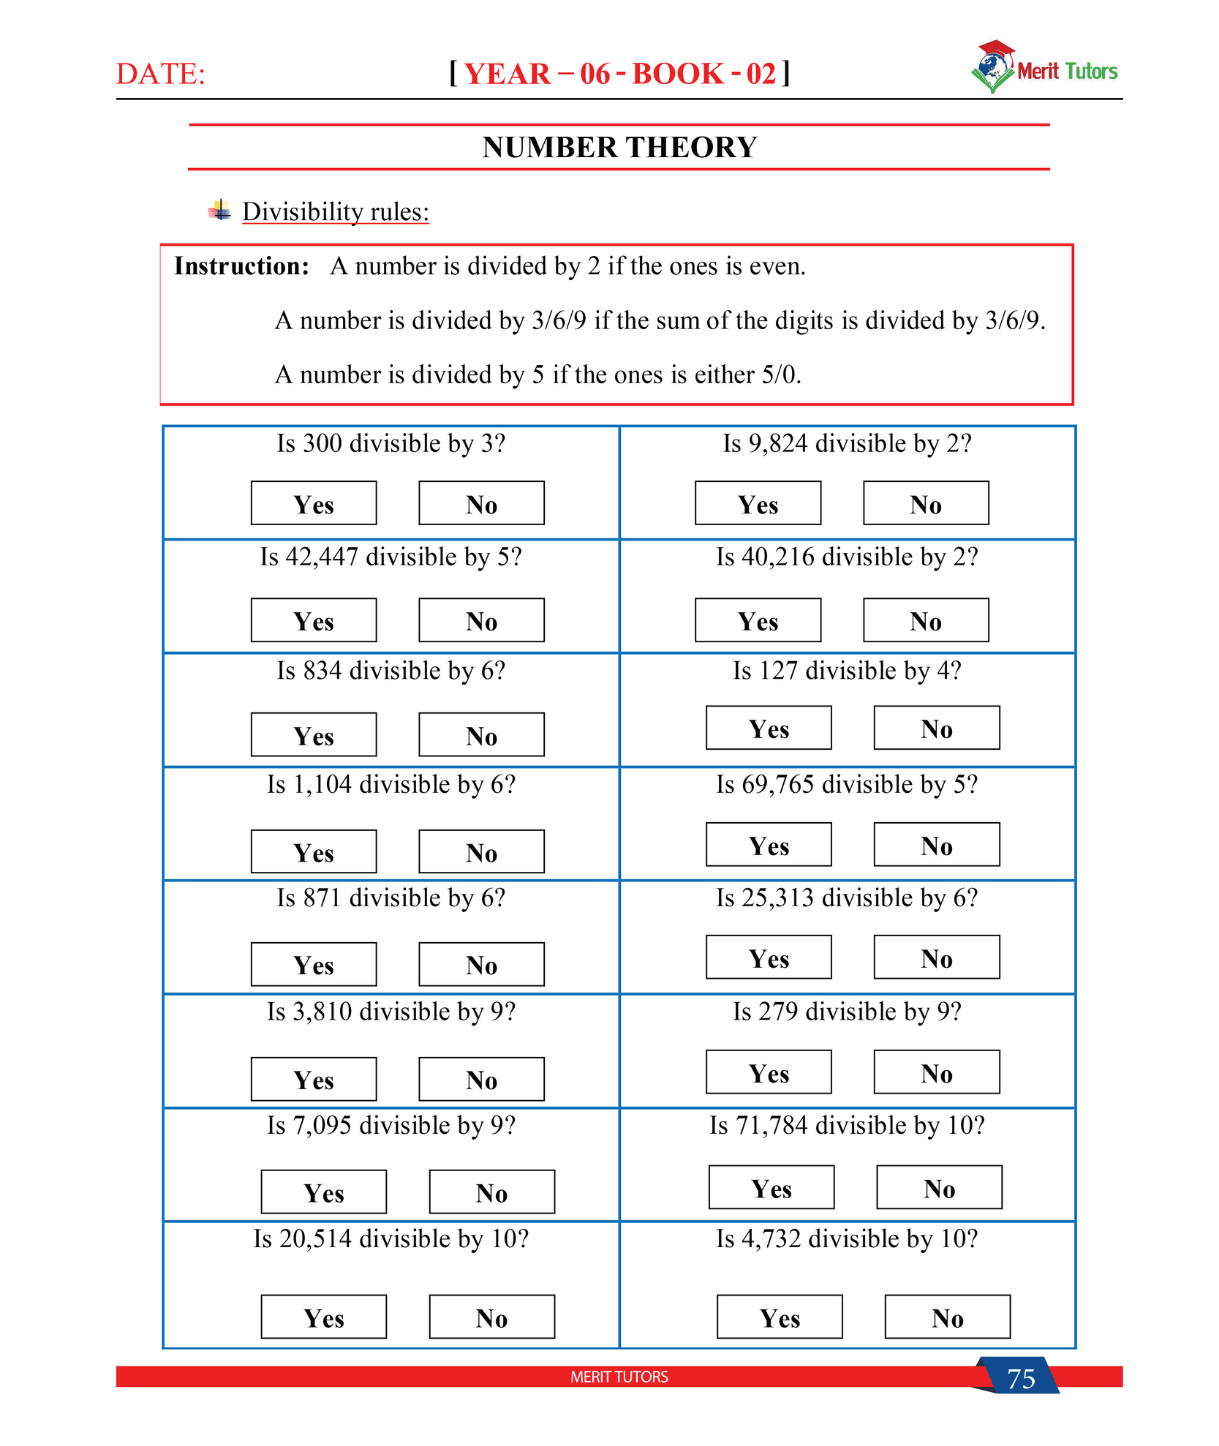 DATE:
[ YEAR – 06 - BOOK - 02 ]
Merit Tutors
NUMBER THEORY
Divisibility rules:
Instruction: A number is divided by 2 if the ones is even.
A number is divided by 3/6/9 if the sum of the digits is divided by 3/6/9.
A number is divided by 5 if the ones is either 5/0.
Is 300 divisible by 3?
Yes No
Is 9,824 divisible by 2?
Yes No
Is 42,447 divisible by 5?
Yes No
Is 40,216 divisible by 2?
Yes No
Is 834 divisible by 6?
Yes No
Is 127 divisible by 4?
Yes No
Is 1,104 divisible by 6?
Yes No
Is 69,765 divisible by 5?
Yes No
Is 871 divisible by 6?
Yes No
Is 25,313 divisible by 6?
Yes No
Is 3,810 divisible by 9?
Yes No
Is 279 divisible by 9?
Yes No
Is 7,095 divisible by 9?
Yes No
Is 71,784 divisible by 10?
Yes No
Is 20,514 divisible by 10?
Yes No
Is 4,732 divisible by 10?
Yes No
MERIT TUTORS
75